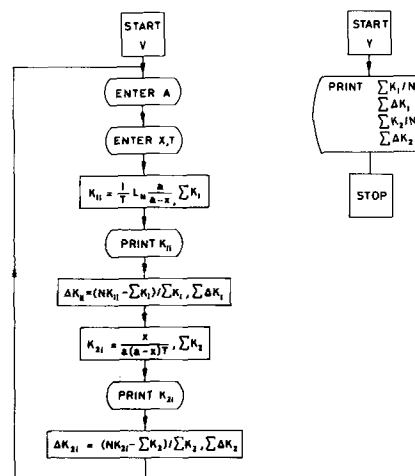 START
V
ENTER A
ENTER X,T
K₁ᵢ = 1/T Lₙ a/a-x, ∑K₁
PRINT K₁ᵢ
ΔK₁ᵢ=(NK₁ᵢ-∑K₁)/∑K₁, ∑ΔK₁
K₂ᵢ = x/a(a-x)T, ∑K₂
PRINT K₂ᵢ
ΔK₂ᵢ = (NK₂ᵢ-∑K₂)/∑K₂, ∑ΔK₂
START
Y
PRINT ∑K₁/N
∑ΔK₁
∑K₂/N
∑ΔK₂
STOP